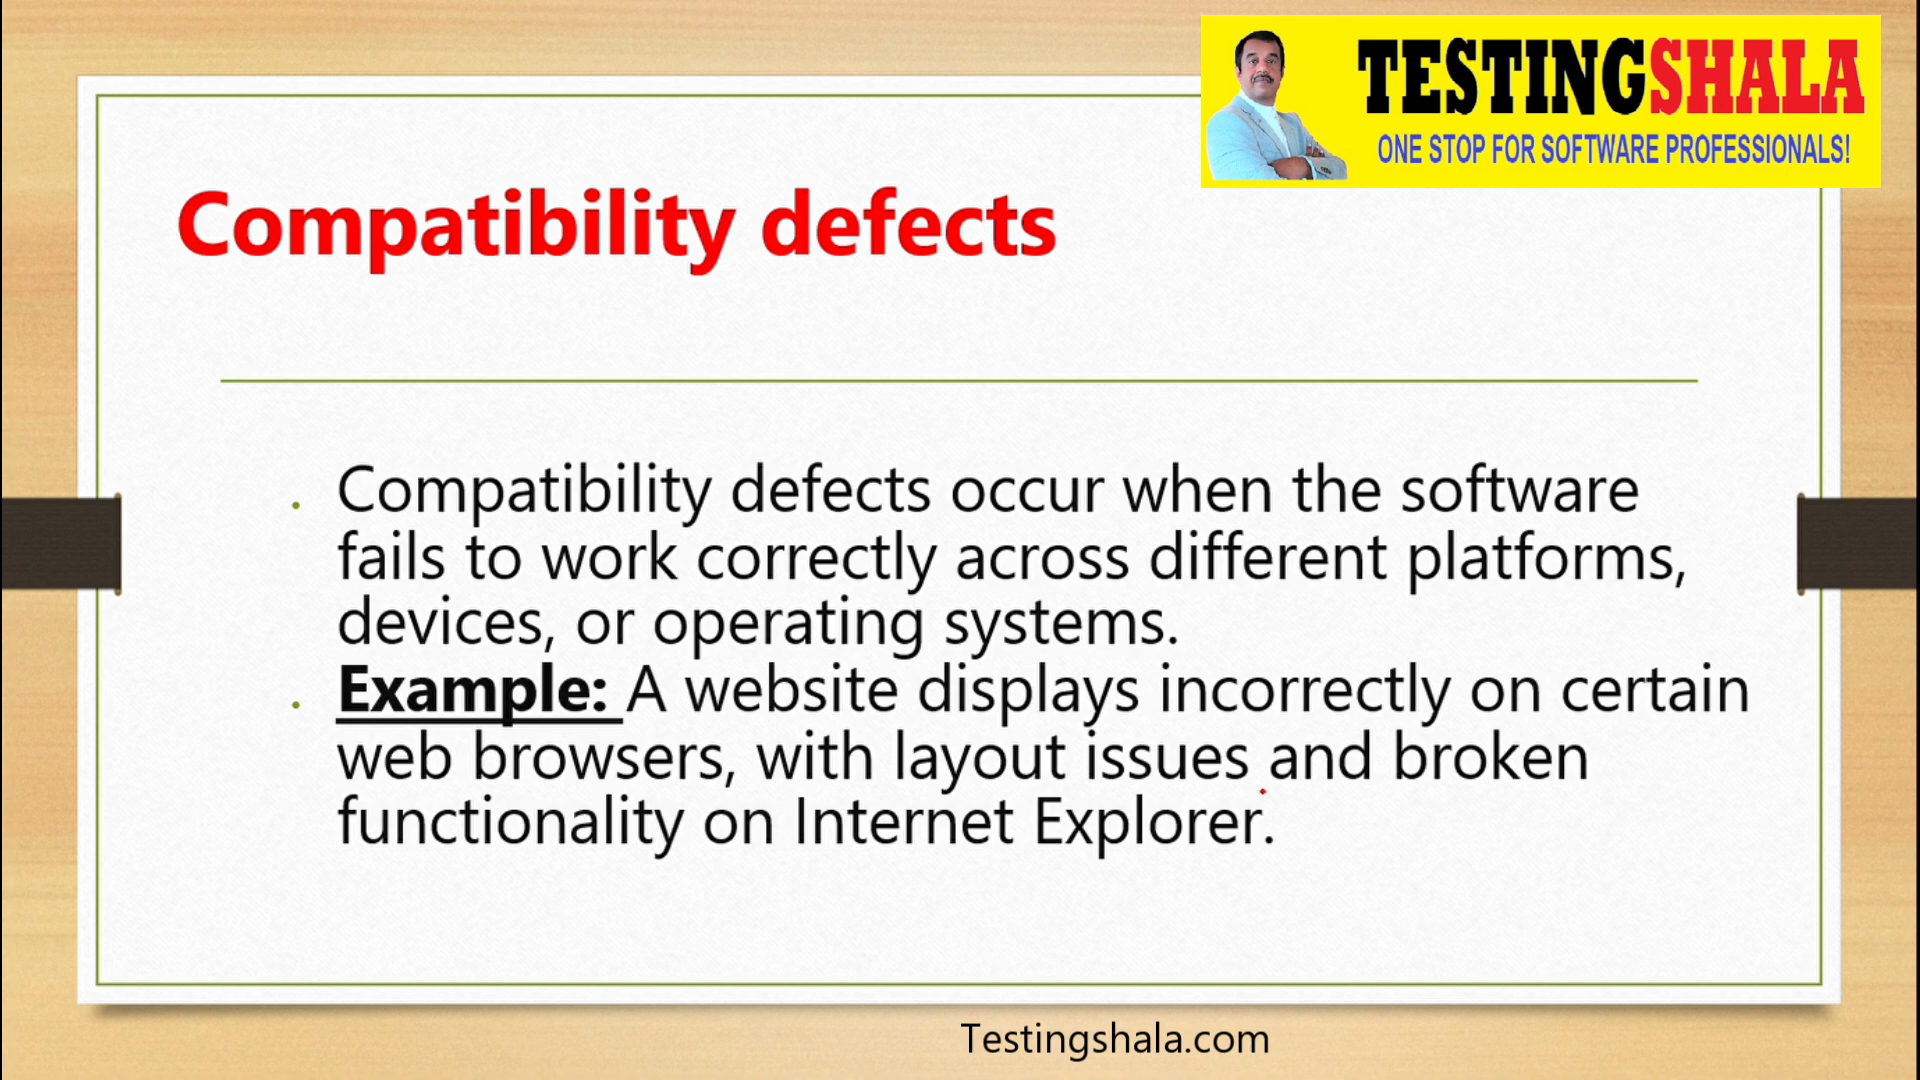 TESTINGSHALA
ONE STOP FOR SOFTWARE PROFESSIONALS!
Compatibility defects
Compatibility defects occur when the software
fails to work correctly across different platforms,
devices, or operating systems.
Example: A website displays incorrectly on certain
web browsers, with layout issues and broken
functionality on Internet Explorer.
Testingshala.com